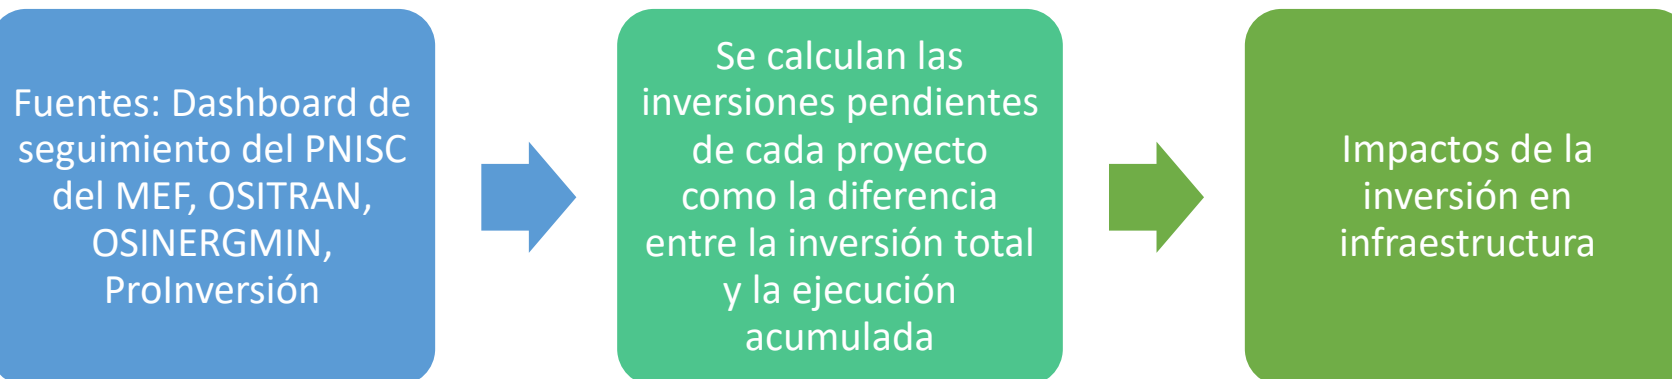 Fuentes: Dashboard de
seguimiento del PNISC
del MEF, OSITRAN,
OSINERGMIN,
ProInversión
Se calculan las
inversiones pendientes
de cada proyecto
como la diferencia
entre la inversión total
y la ejecución
acumulada
Impactos de la
inversión en
infraestructura